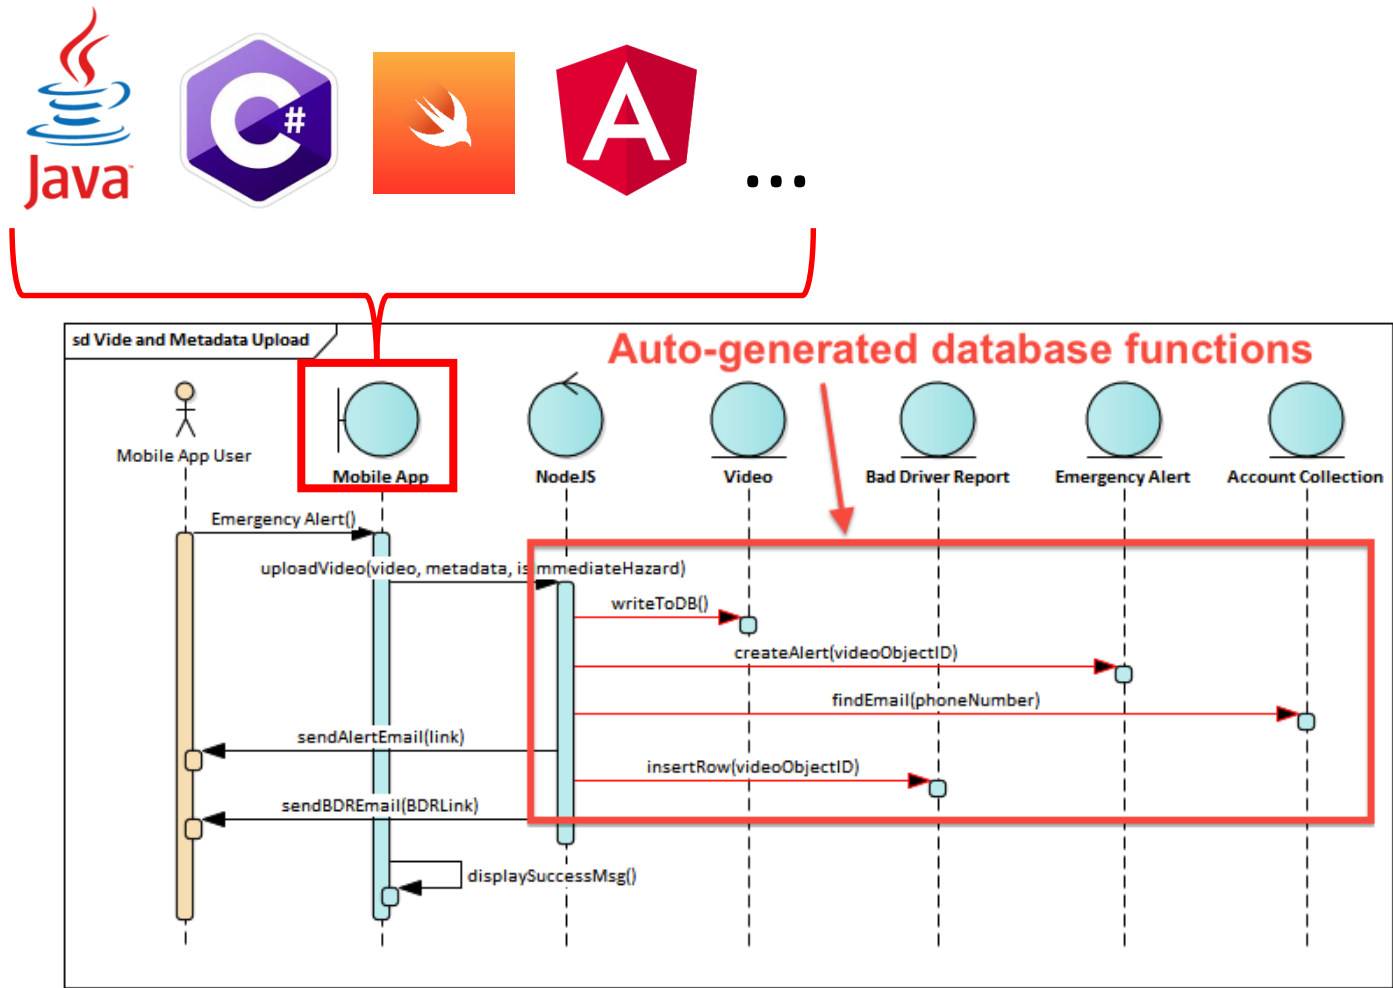 Java™
C#
A
...
sd Vide and Metadata Upload
Auto-generated database functions
Mobile App User
Mobile App
NodeJS
Video
Bad Driver Report
Emergency Alert
Account Collection
Emergency Alert()
uploadVideo(video, metadata, isImmediateHazard)
writeToDB()
createAlert(videoObjectID)
findEmail(phoneNumber)
sendAlertEmail(link)
insertRow(videoObjectID)
sendBDREmail(BDRLink)
displaySuccessMsg()